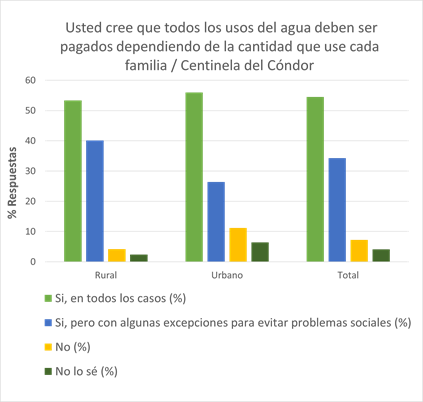 Usted cree que todos los usos del agua deben ser
pagados dependiendo de la cantidad que use cada
familia / Centinela del Cóndor
% Respuestas
60
50
40
30
20
10
0
Rural
Urbano
Total
Si, en todos los casos (%)
Si, pero con algunas excepciones para evitar problemas sociales (%)
No (%)
No lo sé (%)